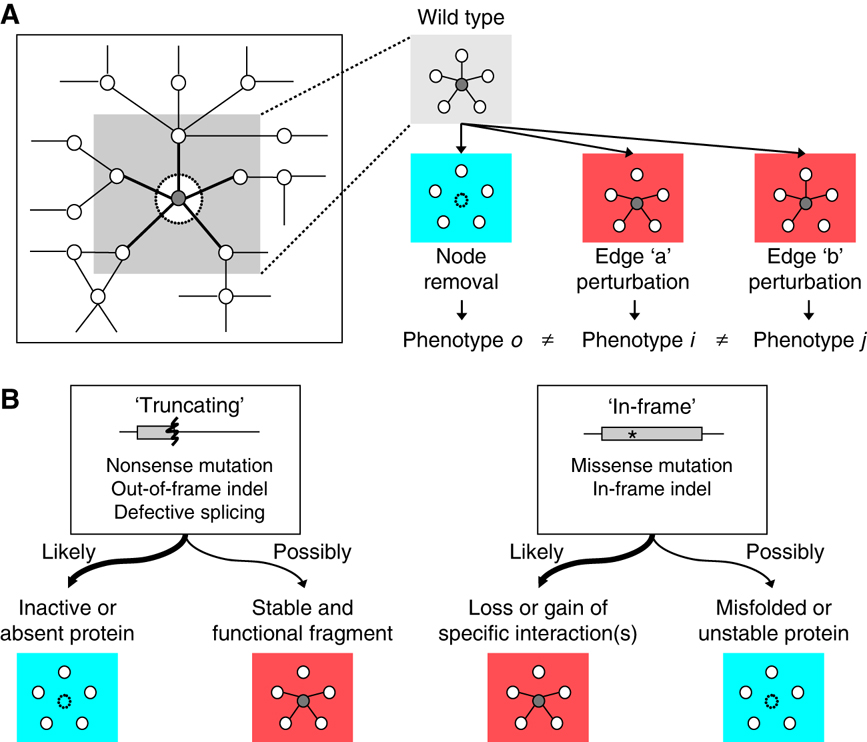 A
Wild type
Node
removal
Edge ‘a’
perturbation
Edge ‘b’
perturbation
Phenotype o ≠ Phenotype i ≠ Phenotype j
B
‘Truncating’
Nonsense mutation
Out-of-frame indel
Defective splicing
Likely
Possibly
Inactive or
absent protein
Stable and
functional fragment
‘In-frame’
*
Missense mutation
In-frame indel
Likely
Possibly
Loss or gain of
specific interaction(s)
Misfolded or
unstable protein